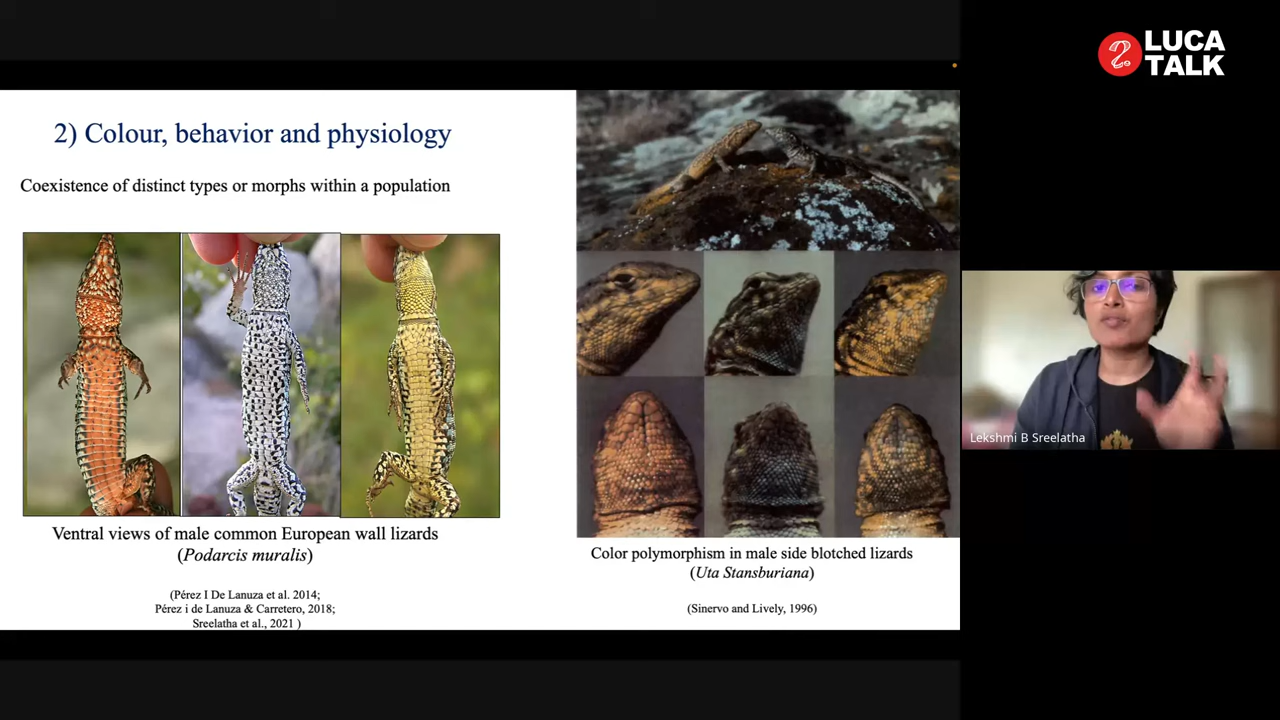 2) Colour, behavior and physiology
Coexistence of distinct types or morphs within a population
Ventral views of male common European wall lizards
(Podarcis muralis)
(Pérez I De Lanuza et al. 2014;
Pérez i de Lanuza & Carretero, 2018;
Sreelatha et al., 2021 )
Color polymorphism in male side blotched lizards
(Uta Stansburiana)
(Sinervo and Lively, 1996)
LUCA
TALK
Lekshmi B Sreelatha